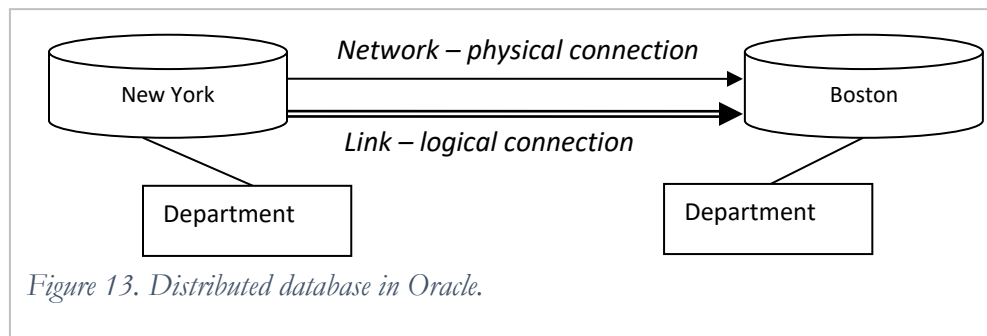 Network – physical connection
New York
Boston
Link – logical connection
Department
Department
Figure 13. Distributed database in Oracle.